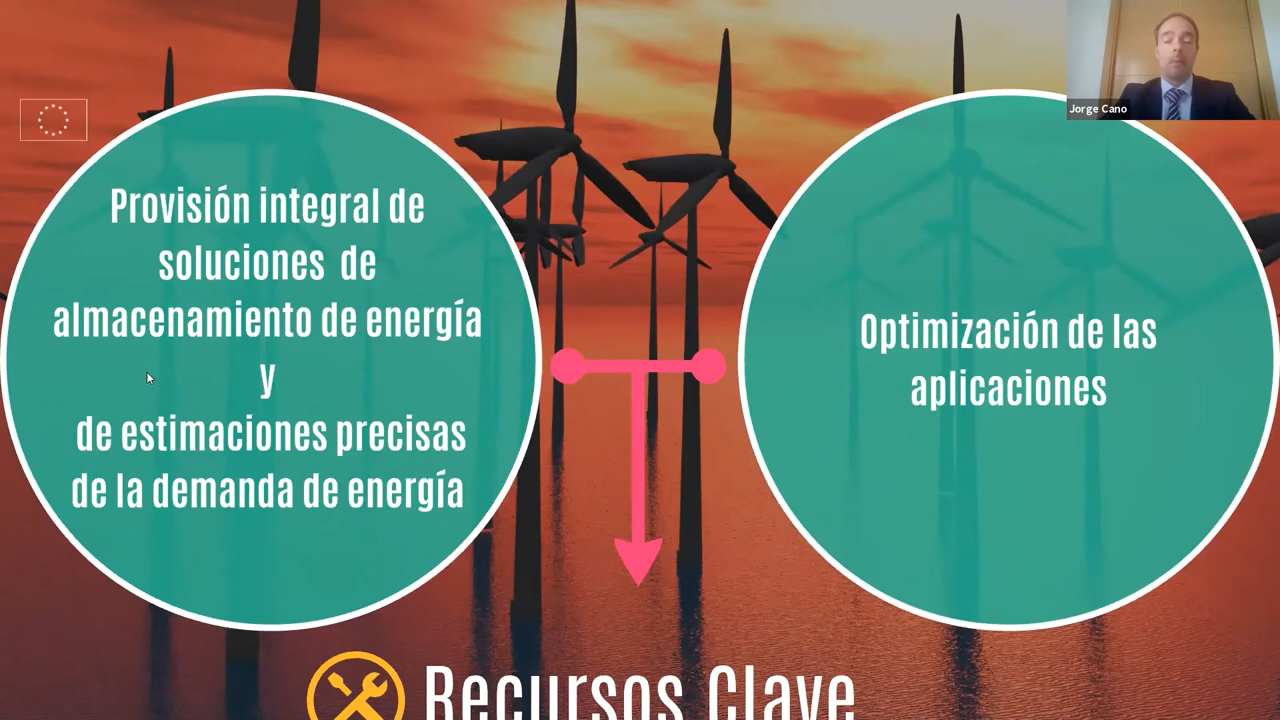 Jorge Cano
Provisión integral de
soluciones de
almacenamiento de energía
y
de estimaciones precisas
de la demanda de energía
Optimización de las
aplicaciones
Recursos Clave